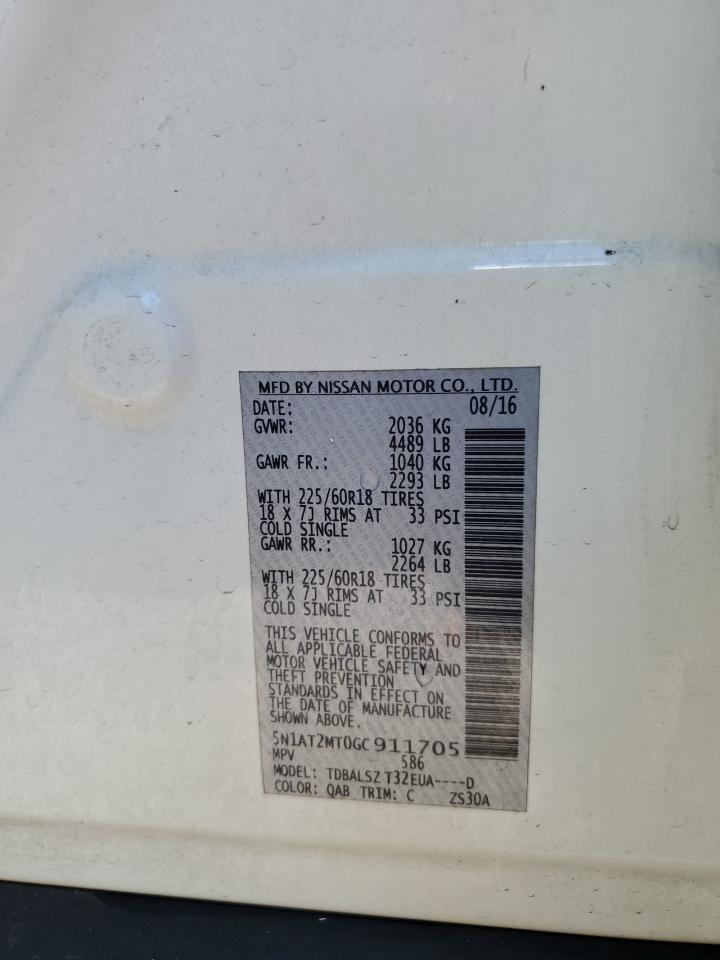 MFD BY NISSAN MOTOR CO., LTD.
DATE: 08/16
GVWR: 2036 KG
4489 LB
GAWR FR.: 1040 KG
2293 LB
WITH 225/60R18 TIRES
18 X 7J RIMS AT 33 PSI
COLD SINGLE
GAWR RR.: 1027 KG
2264 LB
WITH 225/60R18 TIRES
18 X 7J RIMS AT 33 PSI
COLD SINGLE
THIS VEHICLE CONFORMS TO
ALL APPLICABLE FEDERAL
MOTOR VEHICLE SAFETY AND
THEFT PREVENTION
STANDARDS IN EFFECT ON
THE DATE OF MANUFACTURE
SHOWN ABOVE.
5N1AT2MT0GC911705
MPV 586
MODEL: TDBALSZ T32EUA----D
COLOR: QAB TRIM: C ZS30A